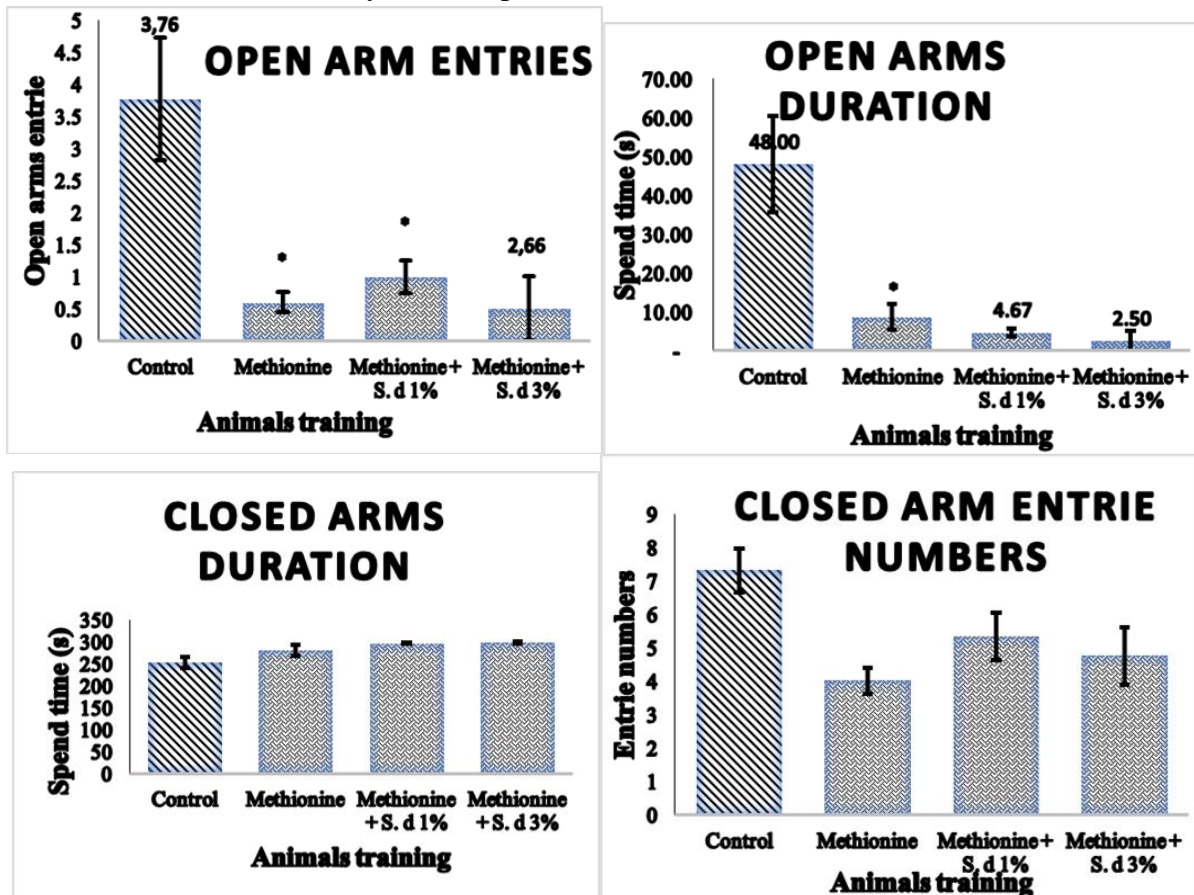 OPEN ARM ENTRIES
Open arms entrie
5
4.5
4
3.5
3
2.5
2
1.5
1
0.5
0
3,76
*
*
2,66
Control Methionine Methionine+ Methionine+
S. d 1% S. d 3%
Animals training
OPEN ARMS
DURATION
Spend time (s)
70.00
60.00
50.00
40.00
30.00
20.00
10.00
-
48.00
*
4.67
2.50
Control Methionine Methionine+ Methionine+
S. d 1% S. d 3%
Animals training
CLOSED ARMS
DURATION
Spend time (s)
350
300
250
200
150
100
50
0
Control Methionine Methionine Methionine
+ S. d 1% + S. d 3%
Animals training
CLOSED ARM ENTRIE
NUMBERS
Entrie numbers
9
8
7
6
5
4
3
2
1
0
Control Methionine Methionine+ Methionine+
S. d 1% S. d 3%
Animals training